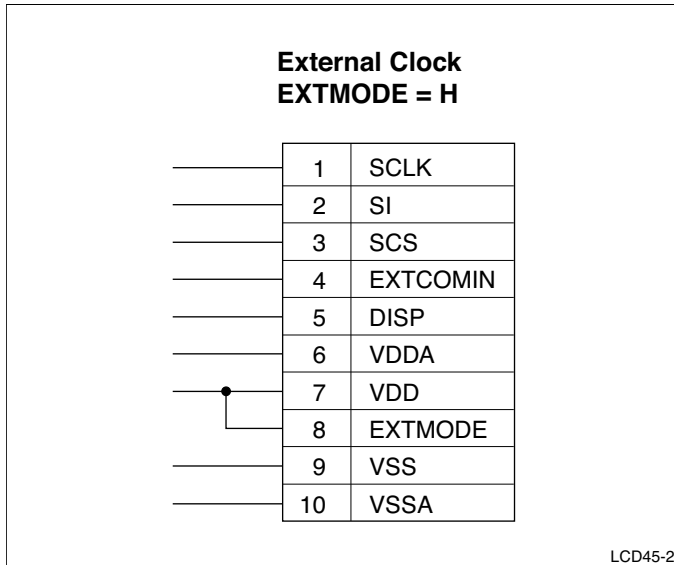 External Clock
EXTMODE = H
1 SCLK
2 SI
3 SCS
4 EXTCOMIN
5 DISP
6 VDDA
7 VDD
8 EXTMODE
9 VSS
10 VSSA
LCD45-2